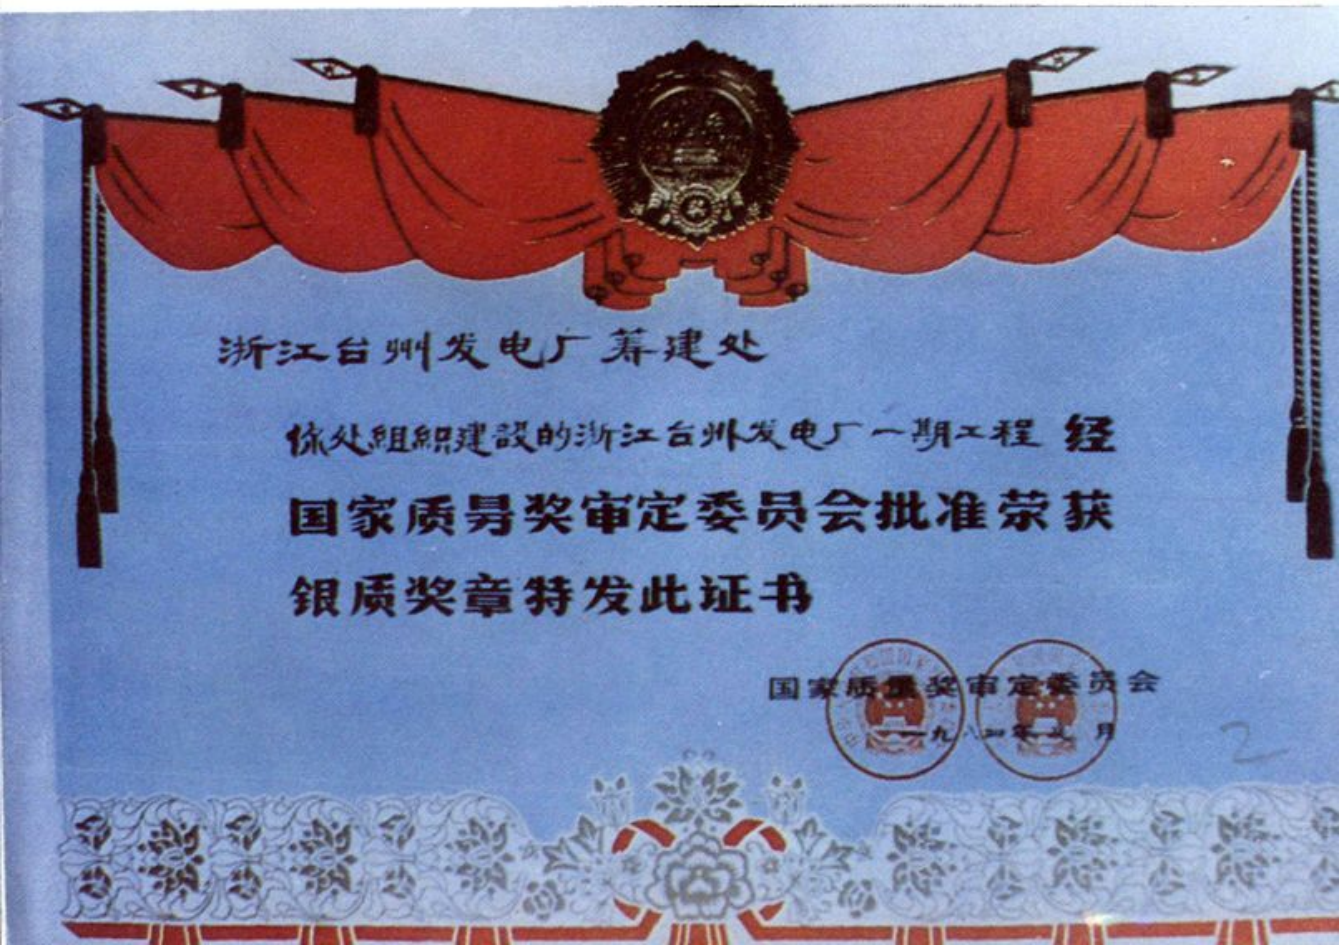 浙江台州发电厂筹建处
你处组织建设的浙江台州发电厂一期工程 经
国家质量奖审定委员会批准荣获
银质奖章特发此证书
国家质量奖审定委员会
一九八四年 月
2